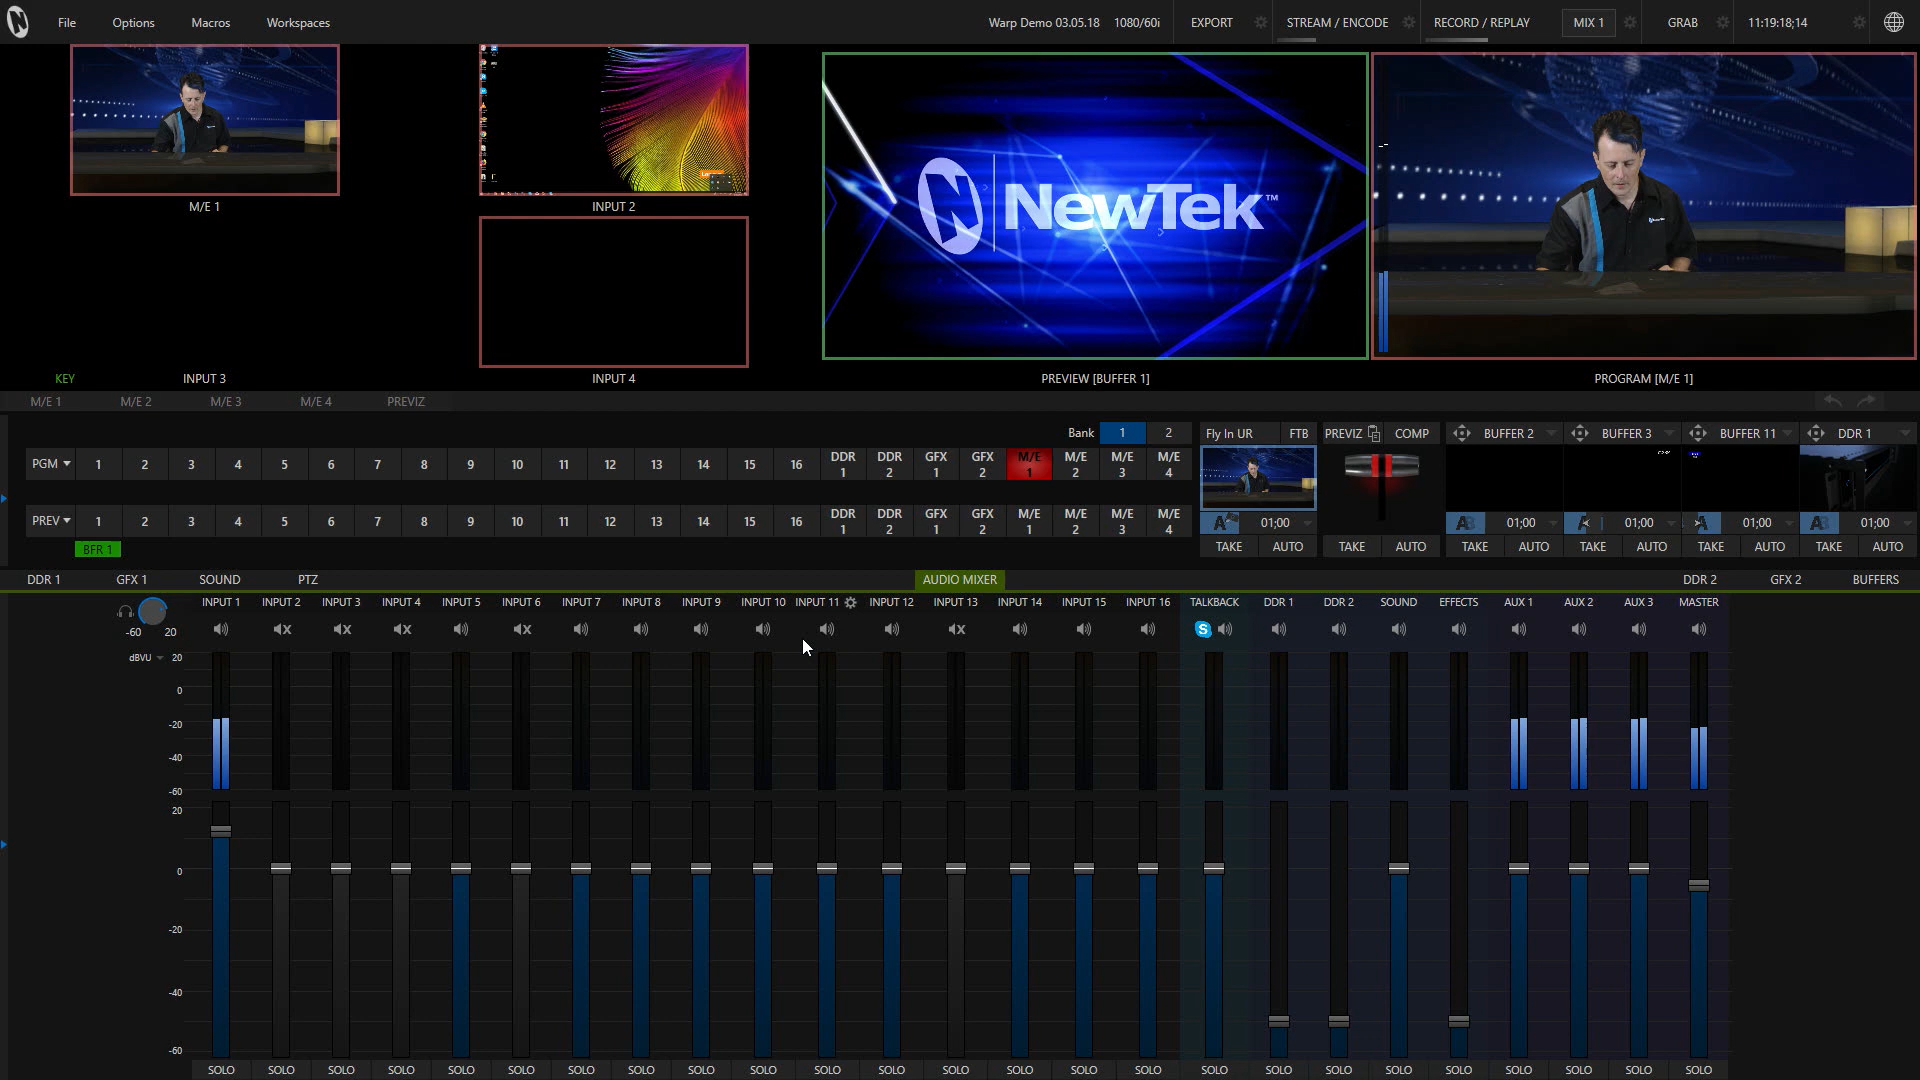 File Options Macros Workspaces Warp Demo 03.05.18 1080/60i EXPORT STREAM / ENCODE RECORD / REPLAY MIX 1 GRAB 11:19:18;14
M/E 1 INPUT 2
NewTek™
NewTek
KEY INPUT 3 INPUT 4 PREVIEW [BUFFER 1] PROGRAM [M/E 1]
M/E 1 M/E 2 M/E 3 M/E 4 PREVIZ
Bank 1 2 Fly In UR FTB PREVIZ COMP BUFFER 2 BUFFER 3 BUFFER 11 DDR 1
PGM 1 2 3 4 5 6 7 8 9 10 11 12 13 14 15 16 DDR 1 DDR 2 GFX 1 GFX 2 M/E 1 M/E 2 M/E 3 M/E 4
PREV 1 2 3 4 5 6 7 8 9 10 11 12 13 14 15 16 DDR 1 DDR 2 GFX 1 GFX 2 M/E 1 M/E 2 M/E 3 M/E 4
01;00 01;00 01;00 01;00 01;00
BFR 1 TAKE AUTO TAKE AUTO TAKE AUTO TAKE AUTO TAKE AUTO TAKE AUTO
DDR 1 GFX 1 SOUND PTZ AUDIO MIXER DDR 2 GFX 2 BUFFERS
INPUT 1 INPUT 2 INPUT 3 INPUT 4 INPUT 5 INPUT 6 INPUT 7 INPUT 8 INPUT 9 INPUT 10 INPUT 11 INPUT 12 INPUT 13 INPUT 14 INPUT 15 INPUT 16 TALKBACK DDR 1 DDR 2 SOUND EFFECTS AUX 1 AUX 2 AUX 3 MASTER
-60 20
dBVU 20
0
-20
-40
-60
20
0
-20
-40
-60
SOLO SOLO SOLO SOLO SOLO SOLO SOLO SOLO SOLO SOLO SOLO SOLO SOLO SOLO SOLO SOLO SOLO SOLO SOLO SOLO SOLO SOLO SOLO SOLO SOLO